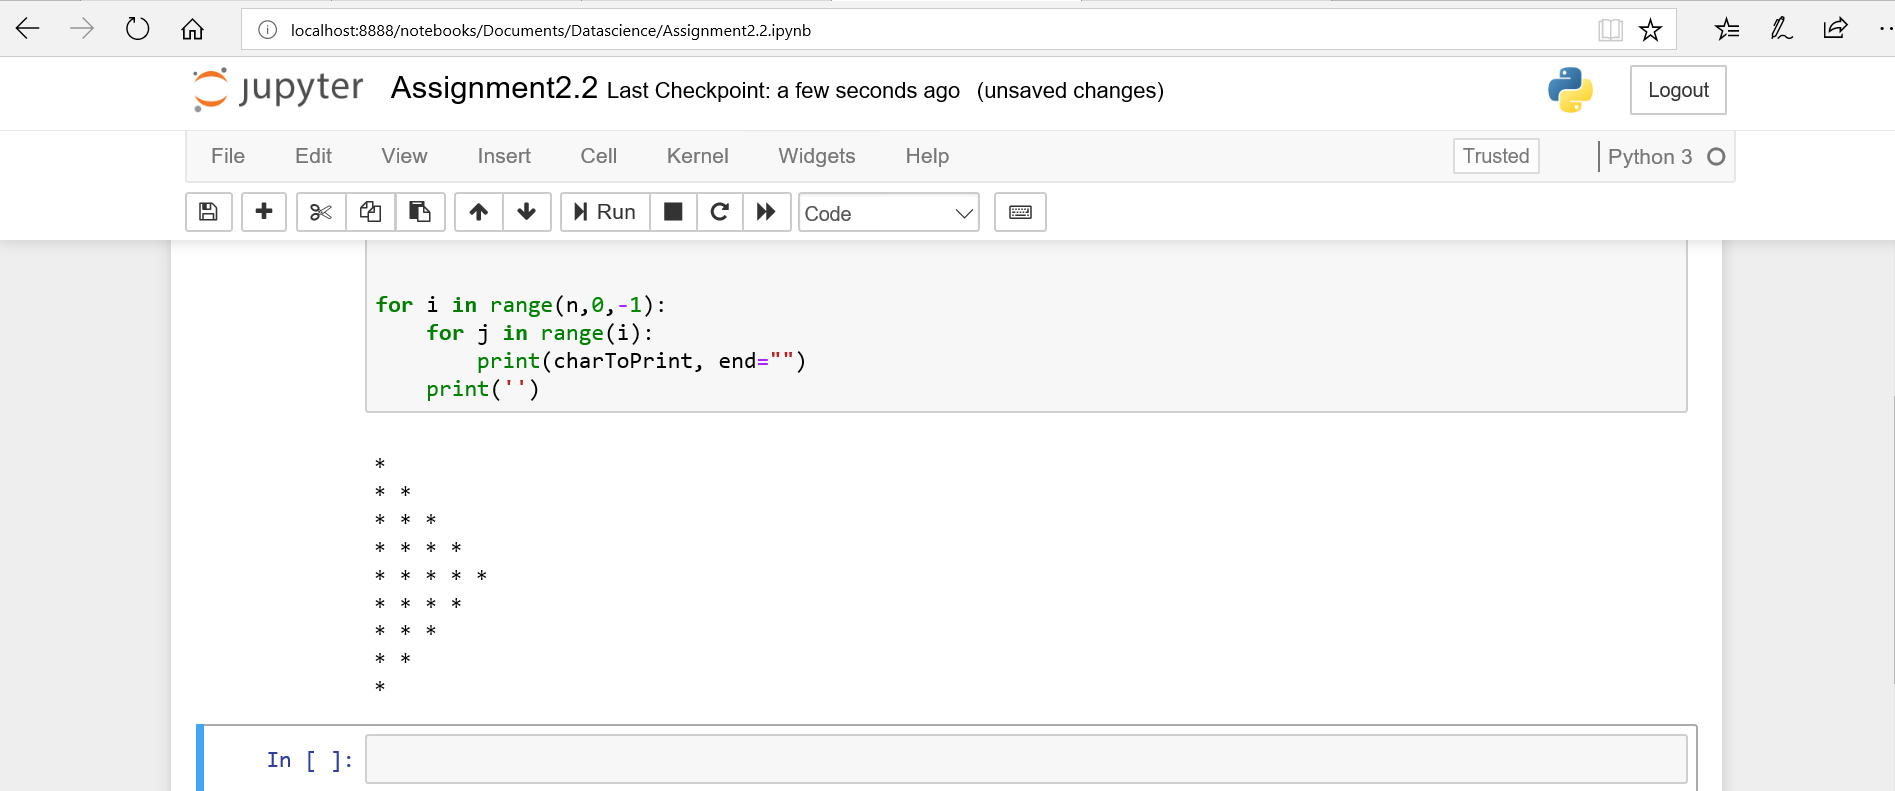 localhost:8888/notebooks/Documents/Datascience/Assignment2.2.ipynb
jupyter Assignment2.2 Last Checkpoint: a few seconds ago (unsaved changes) Logout
File Edit View Insert Cell Kernel Widgets Help Trusted Python 3
Run Code
for i in range(n,0,-1):
    for j in range(i):
        print(charToPrint, end="")
    print('')
*
* *
* * *
* * * *
* * * * *
* * * *
* * *
* *
*
In [ ]: